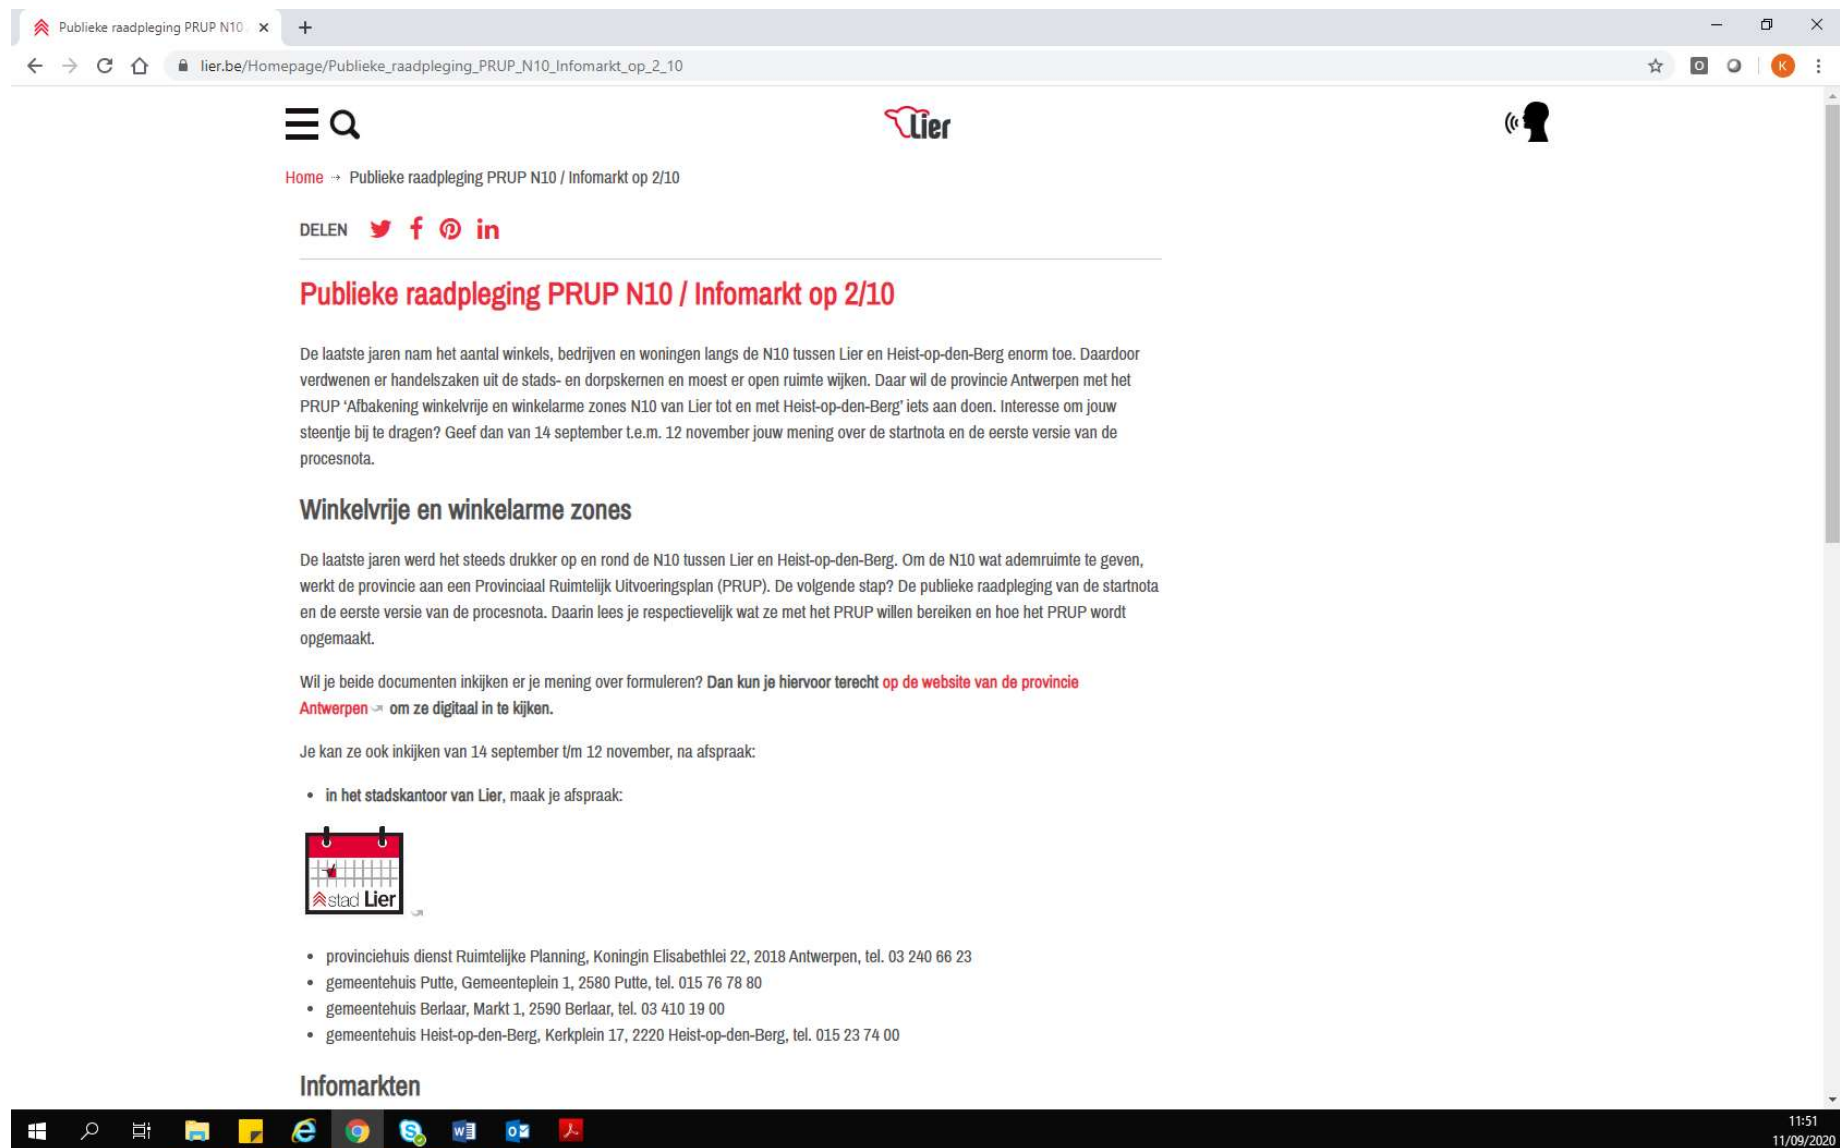 Publieke raadpleging PRUP N10
lier.be/Homepage/Publieke_raadpleging_PRUP_N10_Infomarkt_op_2_10
O
K
Lier
Home → Publieke raadpleging PRUP N10 / Infomarkt op 2/10
DELEN
Publieke raadpleging PRUP N10 / Infomarkt op 2/10
De laatste jaren nam het aantal winkels, bedrijven en woningen langs de N10 tussen Lier en Heist-op-den-Berg enorm toe. Daardoor
verdwenen er handelszaken uit de stads- en dorpskernen en moest er open ruimte wijken. Daar wil de provincie Antwerpen met het
PRUP ‘Afbakening winkelvrije en winkelarme zones N10 van Lier tot en met Heist-op-den-Berg’ iets aan doen. Interesse om jouw
steentje bij te dragen? Geef dan van 14 september t.e.m. 12 november jouw mening over de startnota en de eerste versie van de
procesnota.
Winkelvrije en winkelarme zones
De laatste jaren werd het steeds drukker op en rond de N10 tussen Lier en Heist-op-den-Berg. Om de N10 wat ademruimte te geven,
werkt de provincie aan een Provinciaal Ruimtelijk Uitvoeringsplan (PRUP). De volgende stap? De publieke raadpleging van de startnota
en de eerste versie van de procesnota. Daarin lees je respectievelijk wat ze met het PRUP willen bereiken en hoe het PRUP wordt
opgemaakt.
Wil je beide documenten inkijken er je mening over formuleren? Dan kun je hiervoor terecht op de website van de provincie
Antwerpen om ze digitaal in te kijken.
Je kan ze ook inkijken van 14 september t/m 12 november, na afspraak:
• in het stadskantoor van Lier, maak je afspraak:
stad Lier
• provinciehuis dienst Ruimtelijke Planning, Koningin Elisabethlei 22, 2018 Antwerpen, tel. 03 240 66 23
• gemeentehuis Putte, Gemeenteplein 1, 2580 Putte, tel. 015 76 78 80
• gemeentehuis Berlaar, Markt 1, 2590 Berlaar, tel. 03 410 19 00
• gemeentehuis Heist-op-den-Berg, Kerkplein 17, 2220 Heist-op-den-Berg, tel. 015 23 74 00
Infomarkten
11:51
11/09/2020